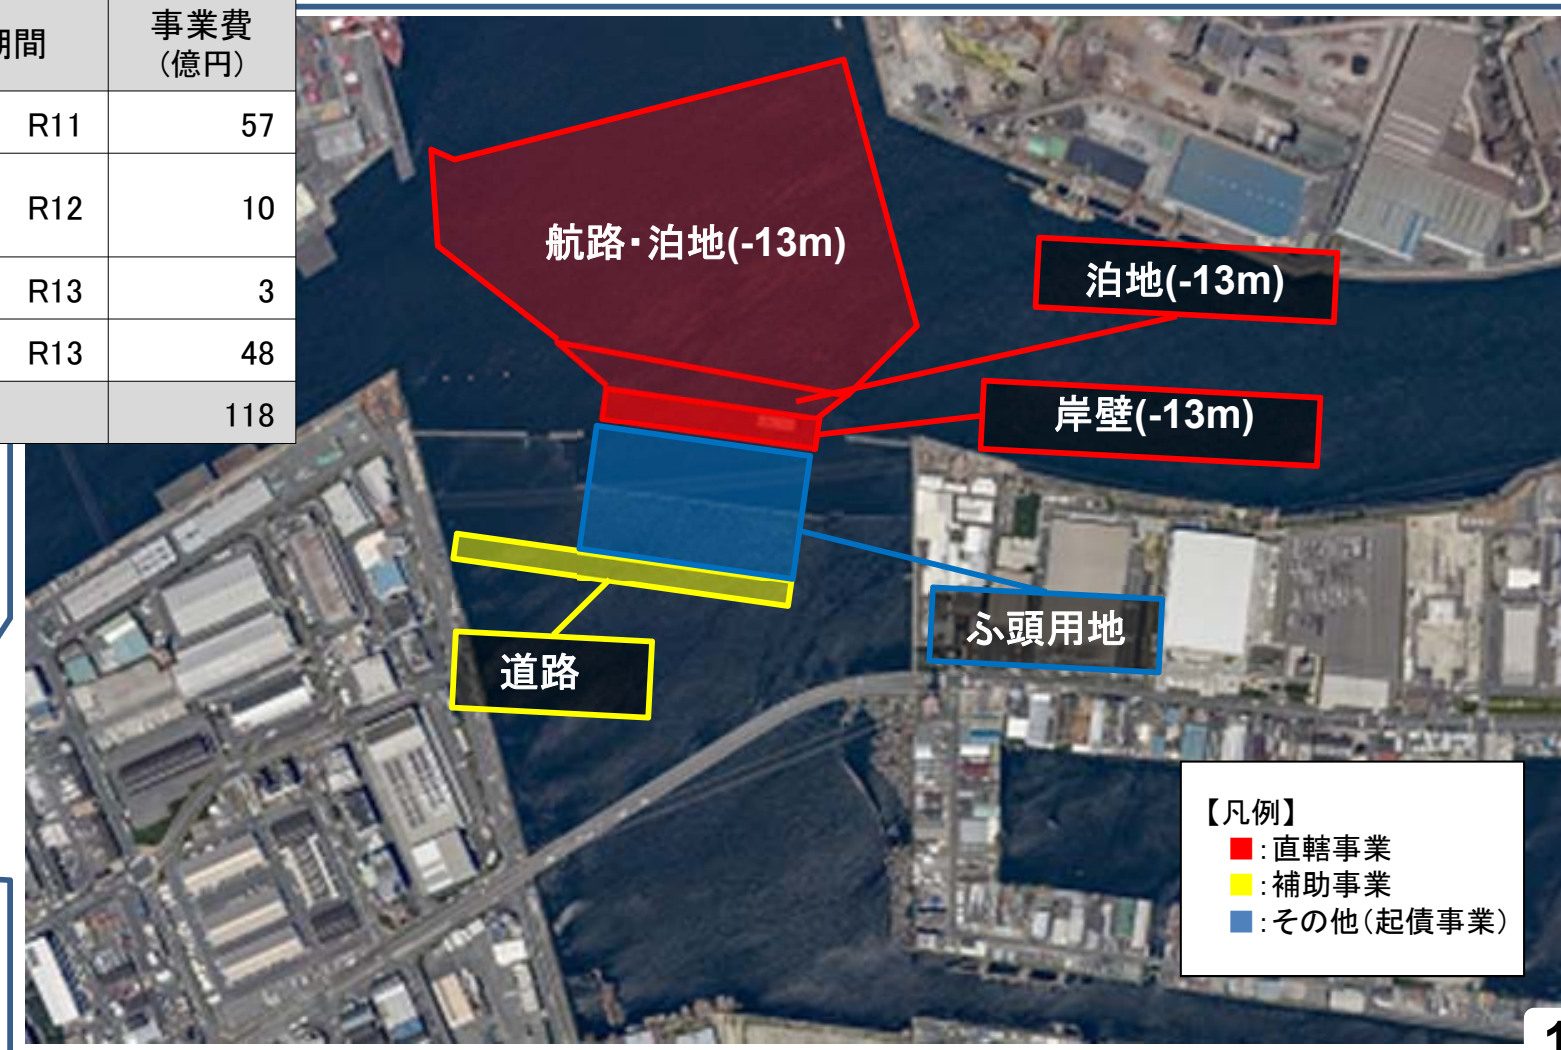 期間
事業費
（億円）
R11 57
R12 10
R13 3
R13 48
118
航路・泊地(-13m)
泊地(-13m)
岸壁(-13m)
ふ頭用地
道路
【凡例】
■：直轄事業
■：補助事業
■：その他（起債事業）
1